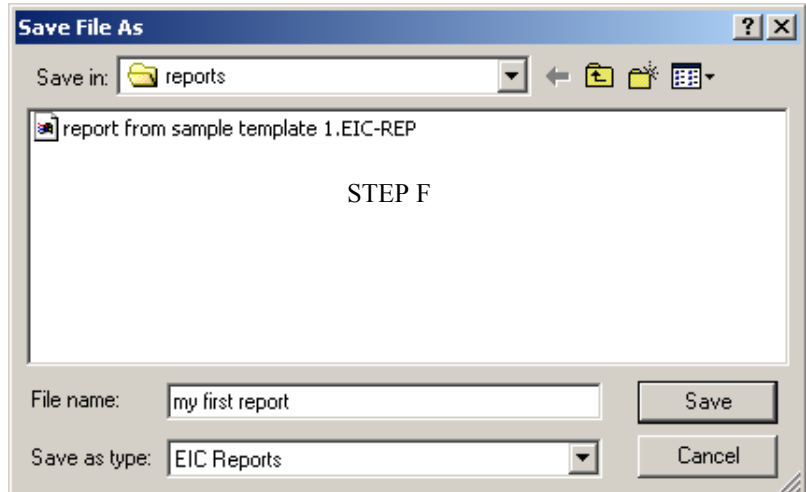 Save File As
Save in: reports
report from sample template 1.EIC-REP
STEP F
File name: my first report Save
Save as type: EIC Reports Cancel